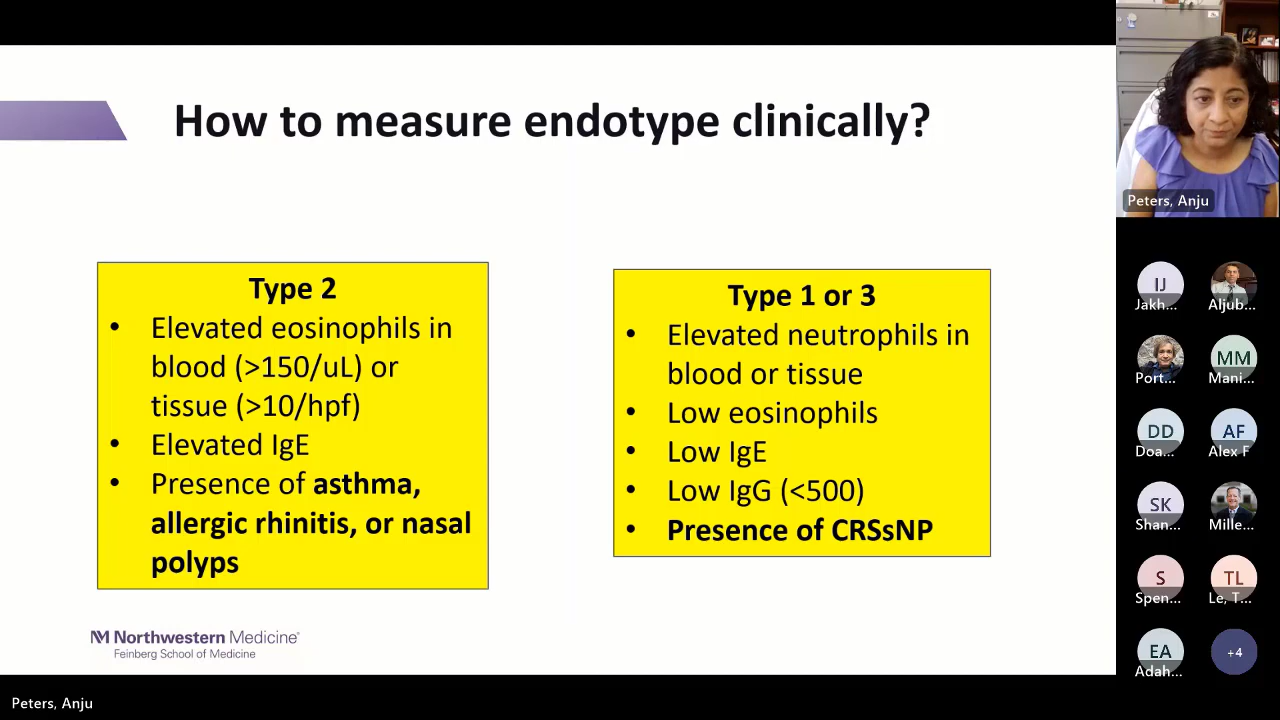 How to measure endotype clinically?
Type 2
• Elevated eosinophils in
blood (>150/uL) or
tissue (>10/hpf)
• Elevated IgE
• Presence of asthma,
allergic rhinitis, or nasal
polyps
Type 1 or 3
• Elevated neutrophils in
blood or tissue
• Low eosinophils
• Low IgE
• Low IgG (<500)
• Presence of CRSsNP
Northwestern Medicine®
Feinberg School of Medicine
Peters, Anju
Peters, Anju
IJ
Jakh...
Aljub...
Port...
MM
Mani...
DD
Doa...
AF
Alex F
SK
Shan...
Mille...
S
Spen...
TL
Le, T...
EA
Adah...
+4